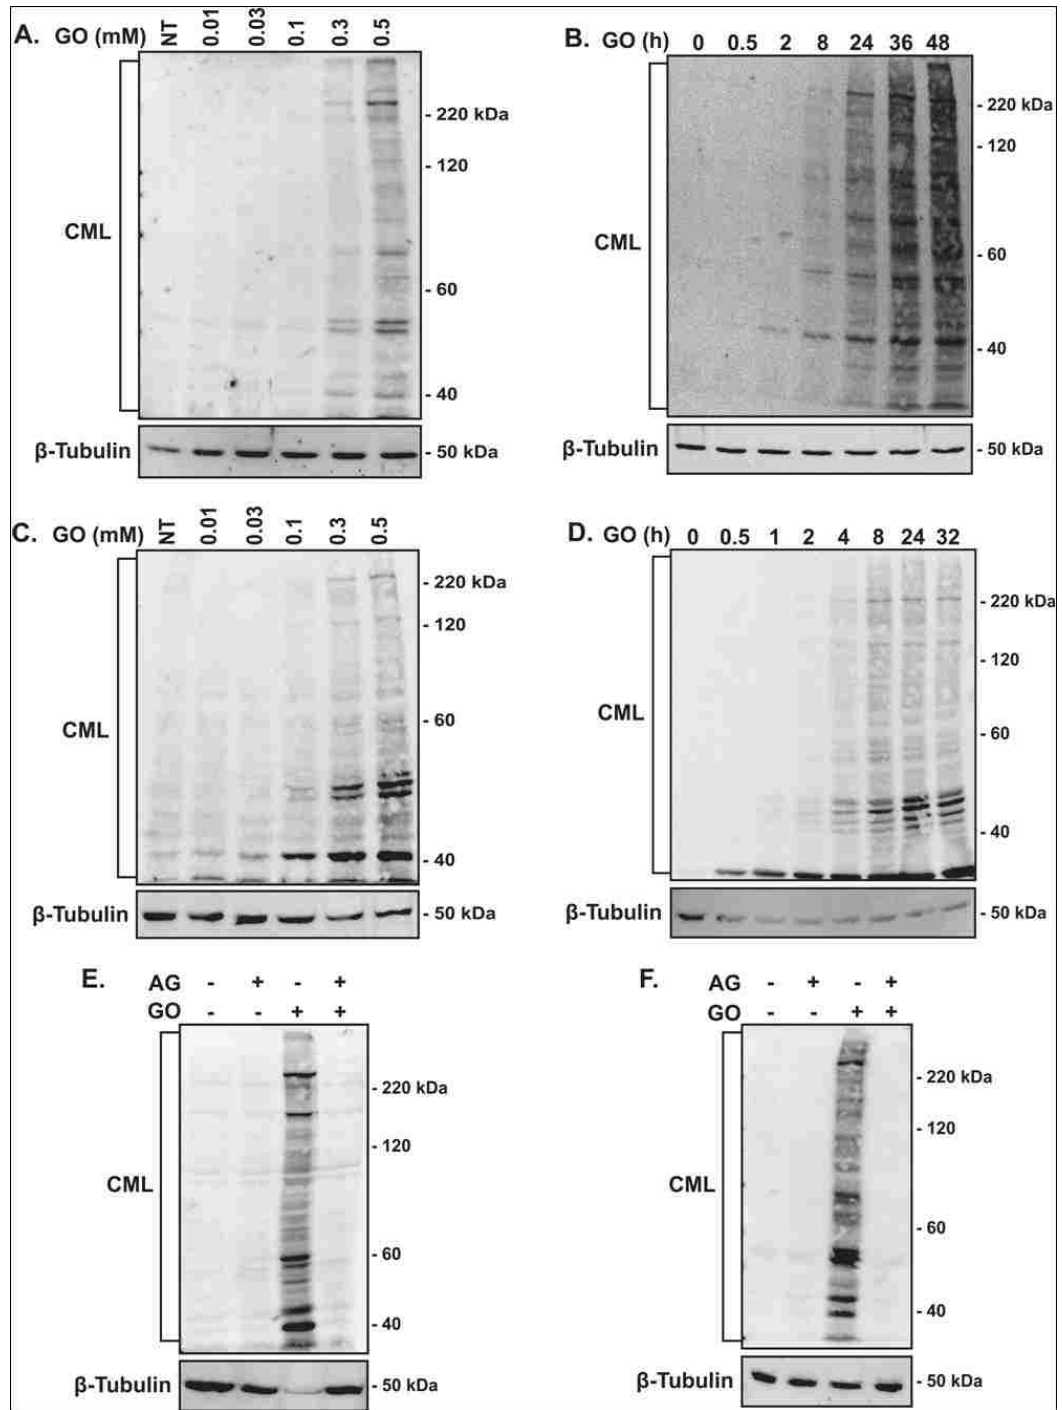 A. GO (mM) NT 0.01 0.03 0.1 0.3 0.5
CML
- 220 kDa
- 120
- 60
- 40
β-Tubulin - 50 kDa
B. GO (h) 0 0.5 2 8 24 36 48
CML
- 220 kDa
- 120
- 60
- 40
β-Tubulin - 50 kDa
C. GO (mM) NT 0.01 0.03 0.1 0.3 0.5
CML
- 220 kDa
- 120
- 60
- 40
β-Tubulin - 50 kDa
D. GO (h) 0 0.5 1 2 4 8 24 32
CML
- 220 kDa
- 120
- 60
- 40
β-Tubulin - 50 kDa
E. AG - + - +
GO - - + +
CML
- 220 kDa
- 120
- 60
- 40
β-Tubulin - 50 kDa
F. AG - + - +
GO - - + +
CML
- 220 kDa
- 120
- 60
- 40
β-Tubulin - 50 kDa